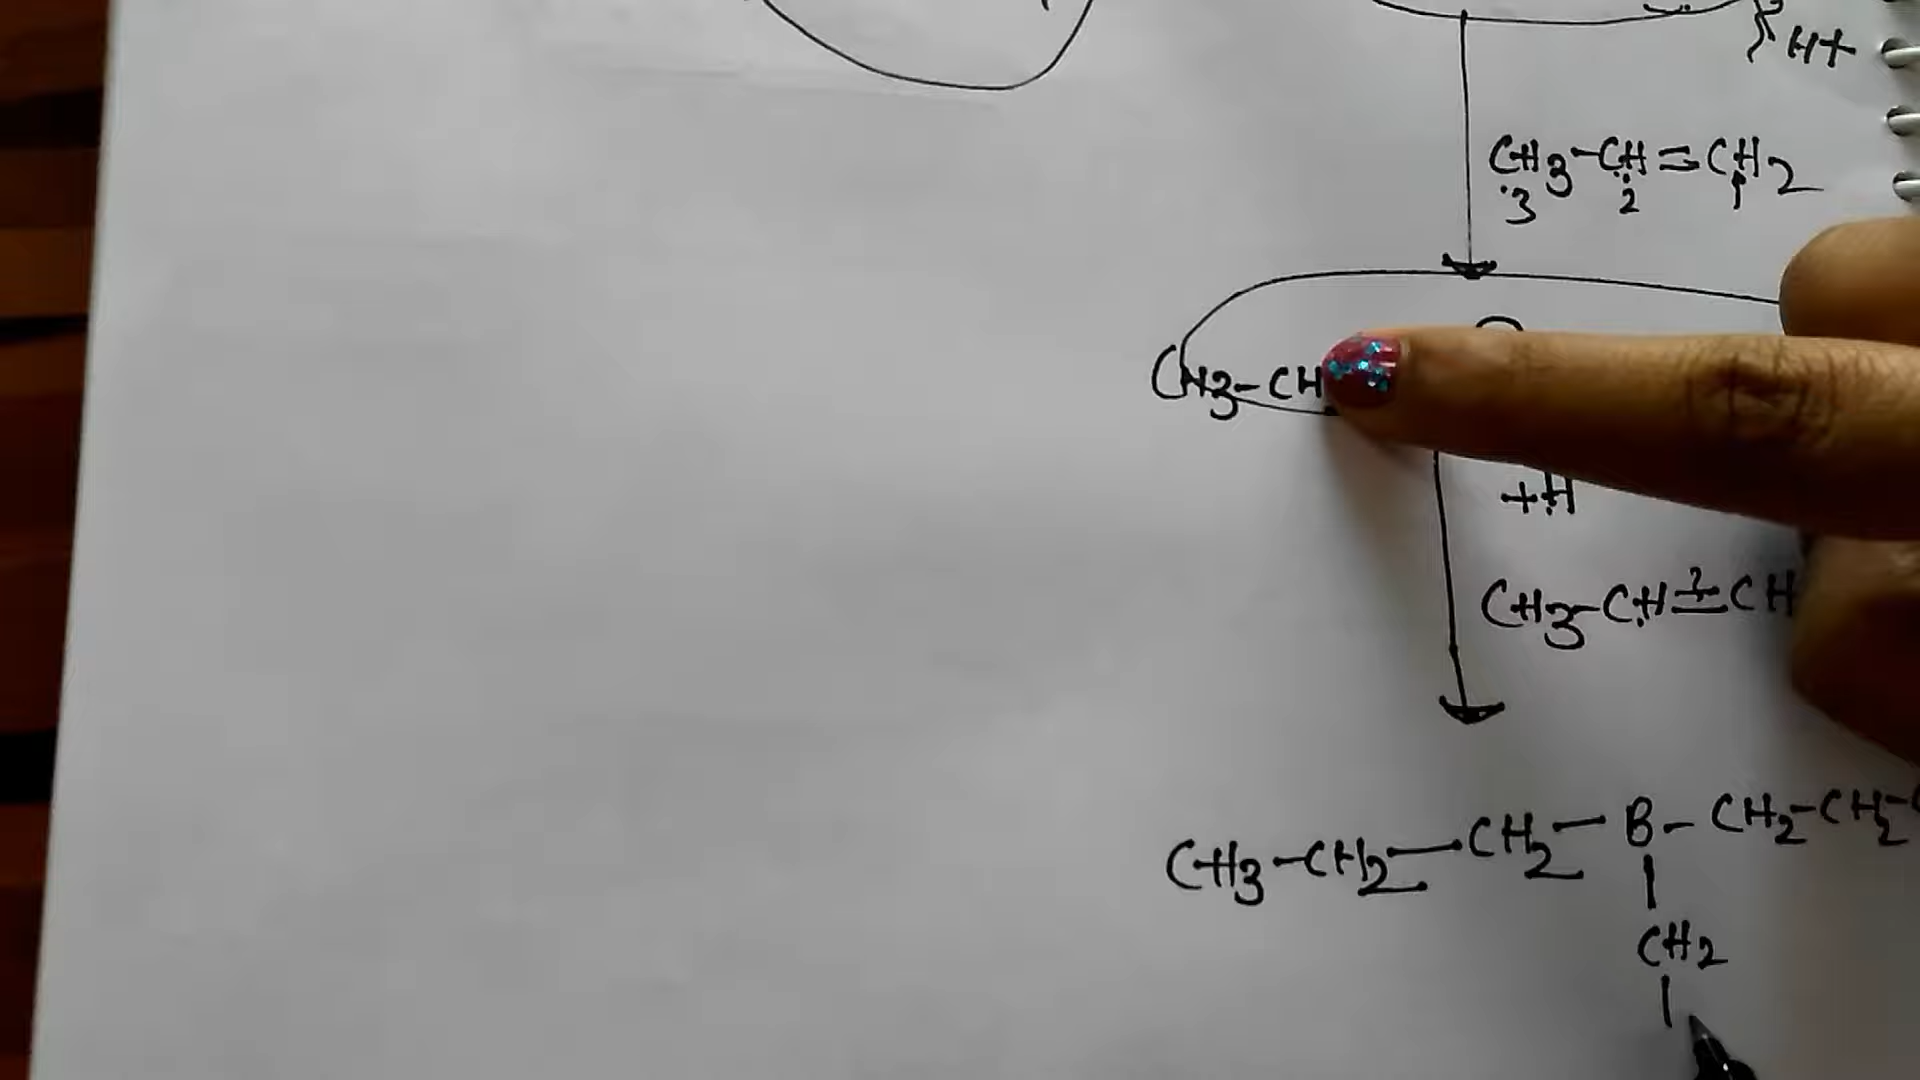 H+
CH3-CH=CH2
3 2 1
CH3-CH
+H
CH3-CH=CH
CH3-CH2-CH2-B-CH2-CH2-
CH2